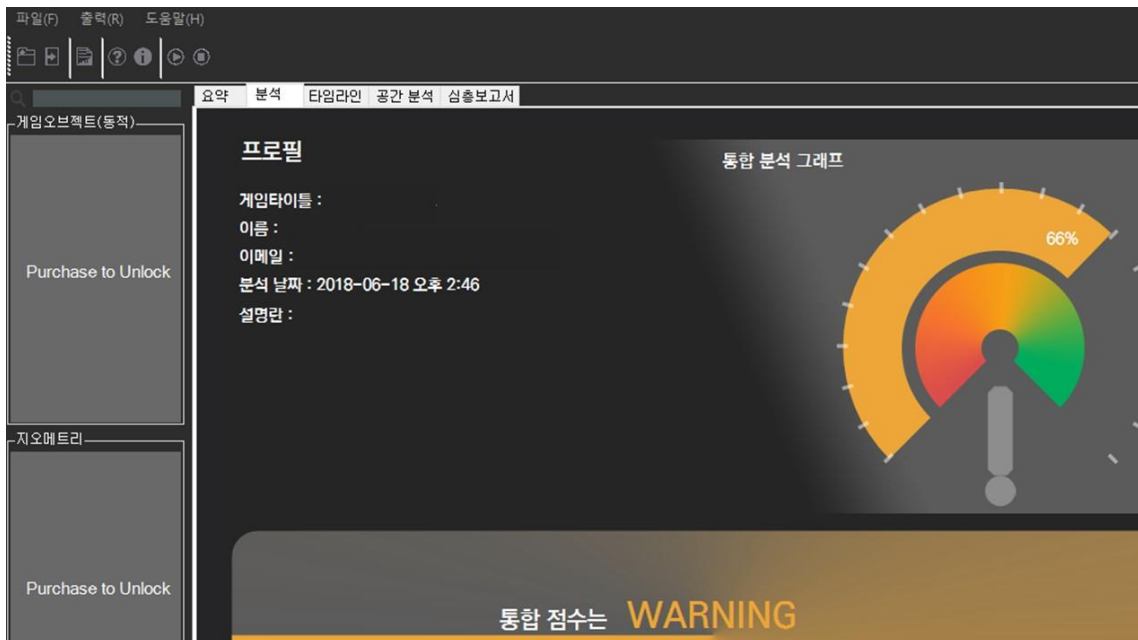 파일(F) 출력(R) 도움말(H)
요약 분석 타임라인 공간 분석 심층보고서
게임오브젝트(동적)
Purchase to Unlock
프로필
게임타이틀 :
이름 :
이메일 :
분석 날짜 : 2018-06-18 오후 2:46
설명란 :
통합 분석 그래프
66%
지오메트리
Purchase to Unlock
통합 점수는 WARNING